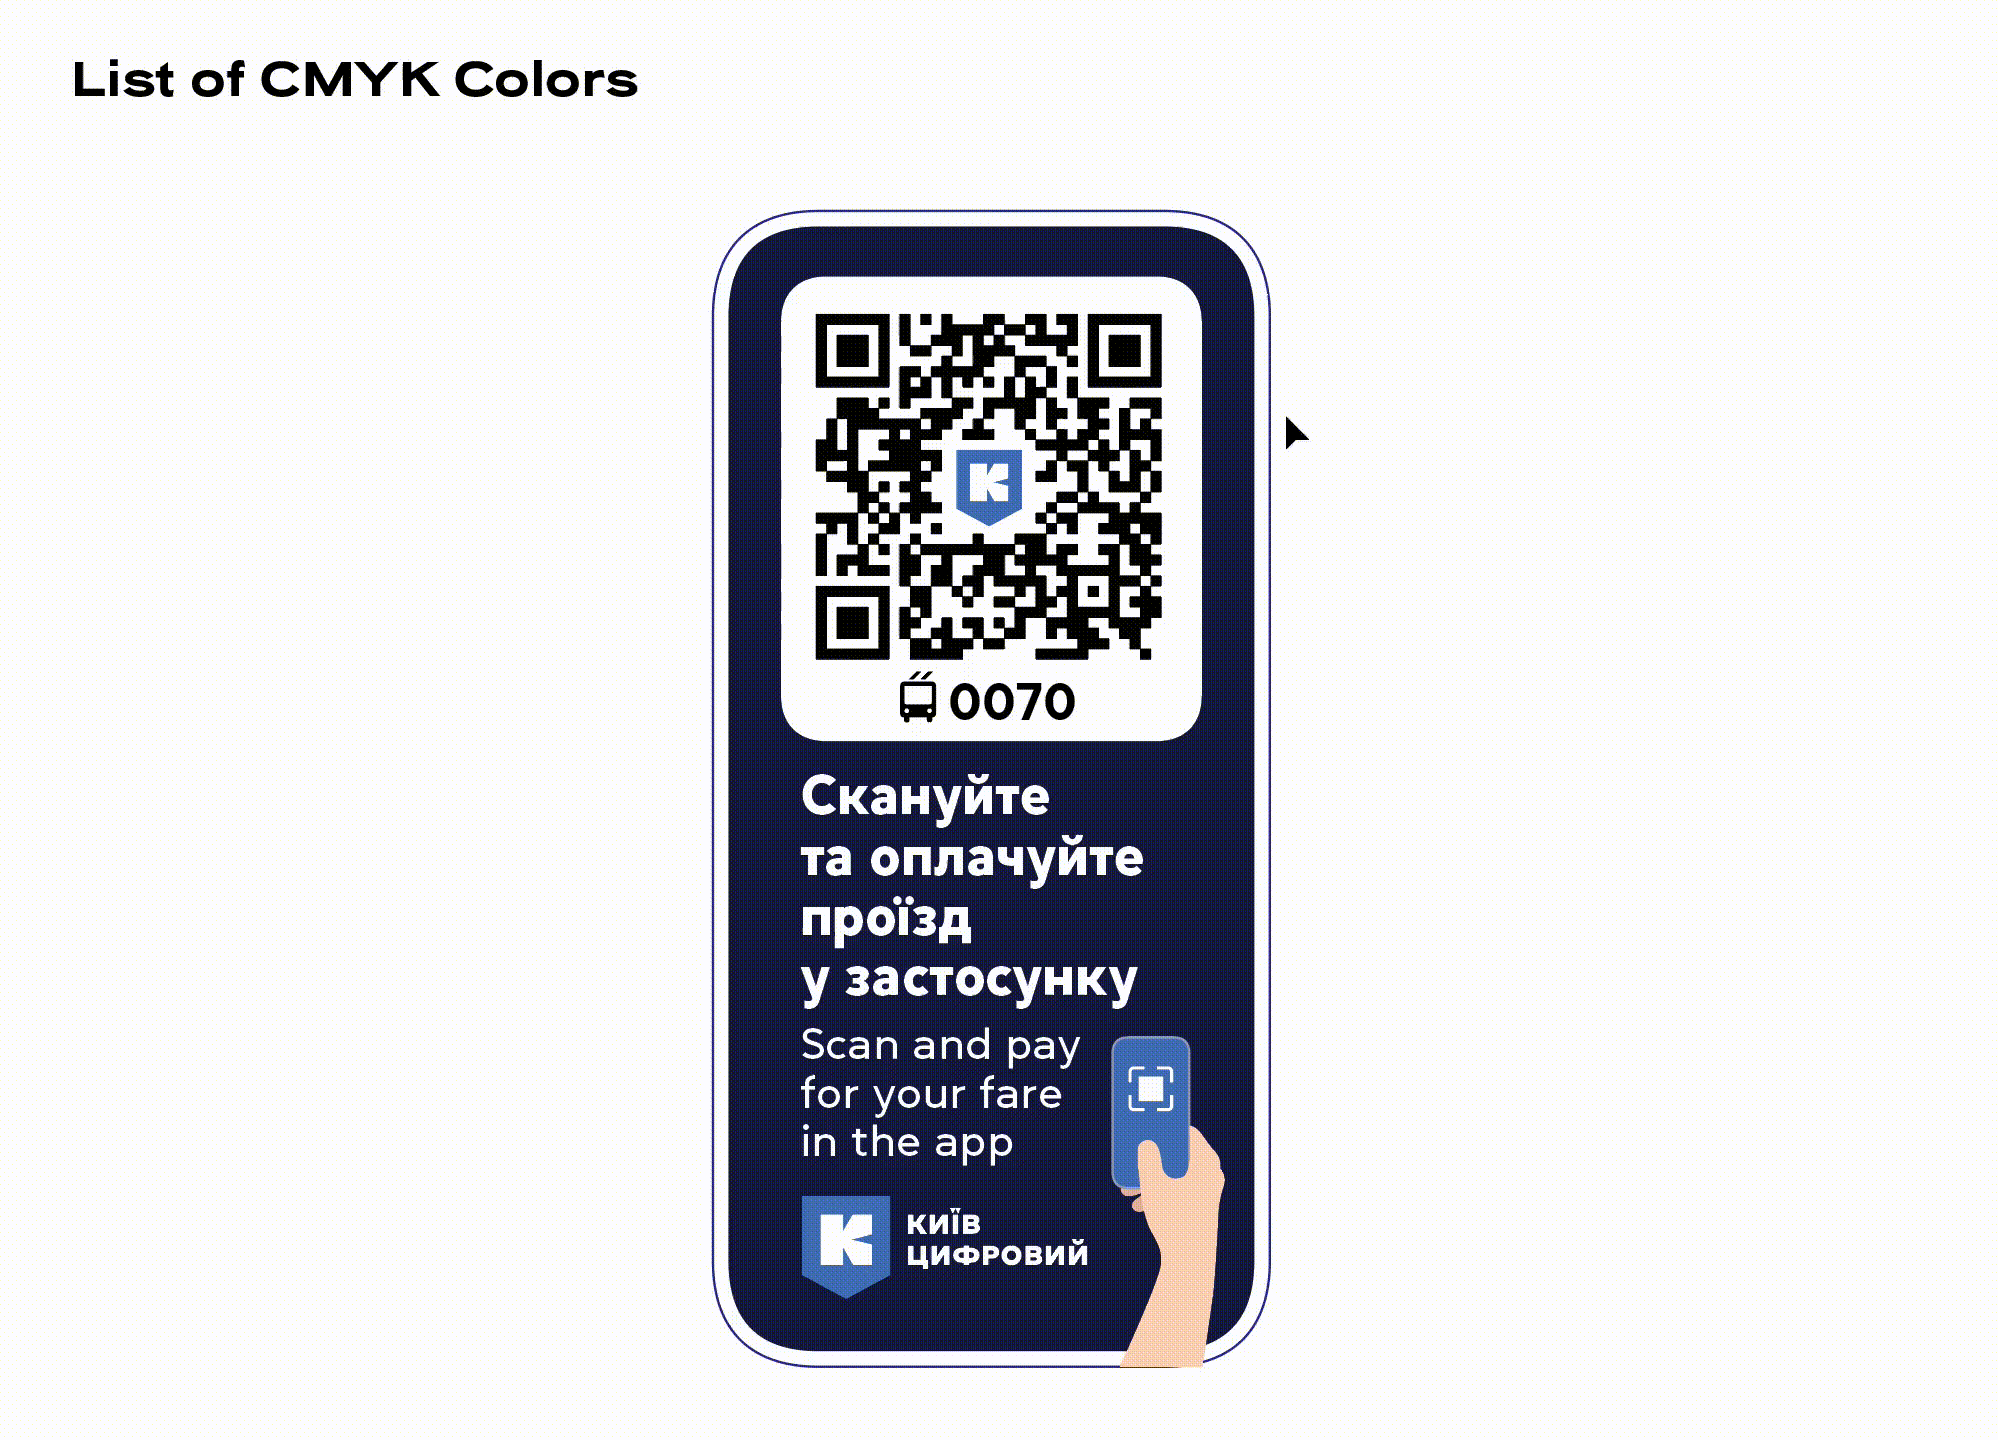 List of CMYK Colors
K
0070
Скануйте
та оплачуйте
проїзд
у застосунку
Scan and pay
for your fare
in the app
K
КИЇВ
ЦИФРОВИЙ